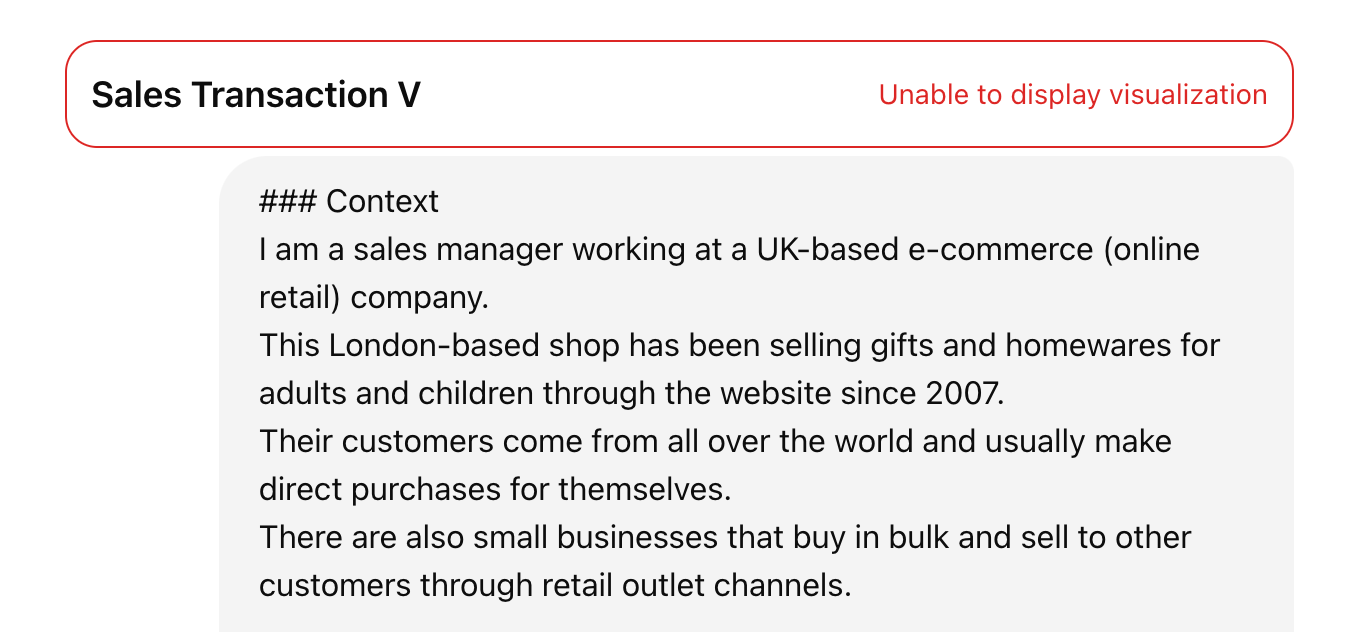 Sales Transaction V
Unable to display visualization
### Context
I am a sales manager working at a UK-based e-commerce (online
retail) company.
This London-based shop has been selling gifts and homewares for
adults and children through the website since 2007.
Their customers come from all over the world and usually make
direct purchases for themselves.
There are also small businesses that buy in bulk and sell to other
customers through retail outlet channels.